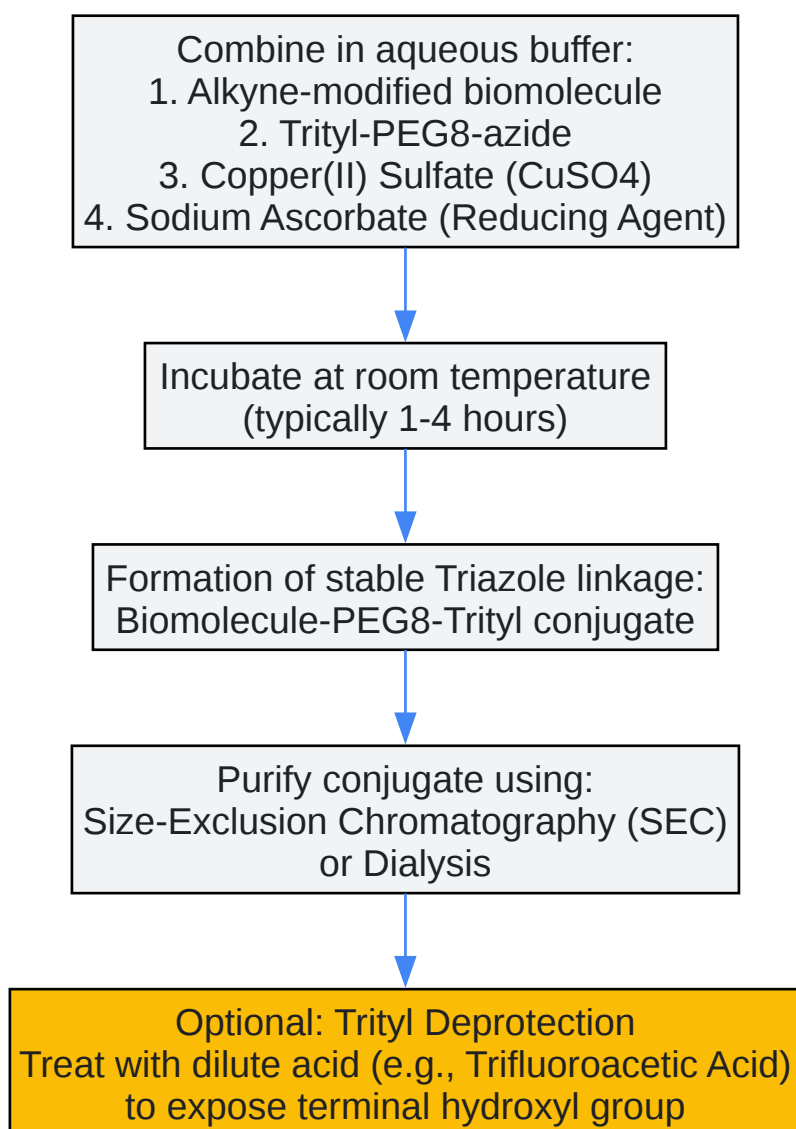 Combine in aqueous buffer:
1. Alkyne-modified biomolecule
2. Trityl-PEG8-azide
3. Copper(II) Sulfate (CuSO4)
4. Sodium Ascorbate (Reducing Agent)
Incubate at room temperature
(typically 1-4 hours)
Formation of stable Triazole linkage:
Biomolecule-PEG8-Trityl conjugate
Purify conjugate using:
Size-Exclusion Chromatography (SEC)
or Dialysis
Optional: Trityl Deprotection
Treat with dilute acid (e.g., Trifluoroacetic Acid)
to expose terminal hydroxyl group